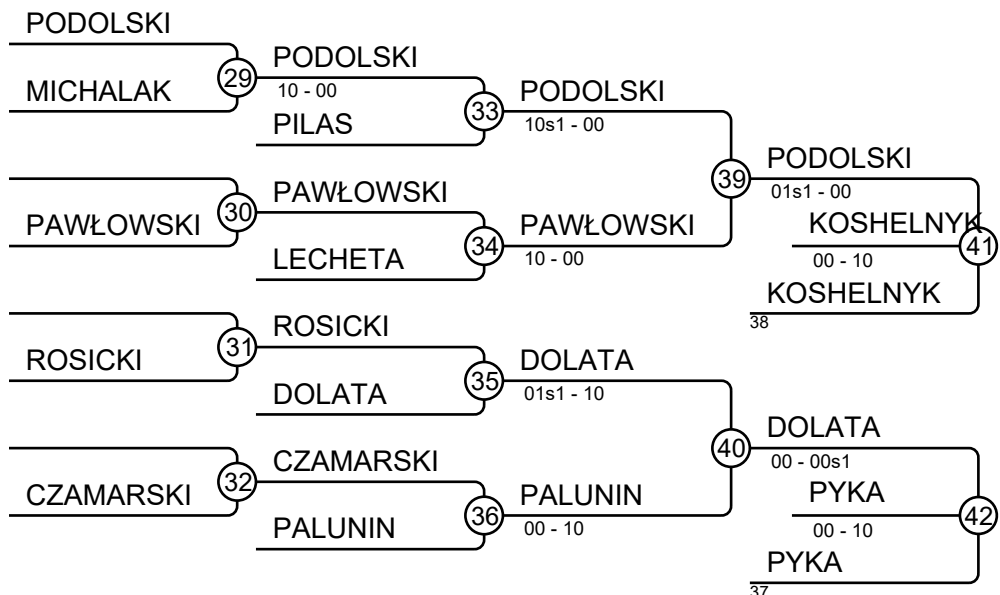 PODOLSKI
MICHALAK
29
PODOLSKI
10 - 00
PILAS
33
PODOLSKI
10s1 - 00
PAWŁOWSKI
30
PAWŁOWSKI
LECHETA
34
PAWŁOWSKI
10 - 00
39
PODOLSKI
01s1 - 00
KOSHELNYK
00 - 10
41
KOSHELNYK
38
ROSICKI
31
ROSICKI
DOLATA
35
DOLATA
01s1 - 10
CZAMARSKI
32
CZAMARSKI
PALUNIN
36
PALUNIN
00 - 10
40
DOLATA
00 - 00s1
PYKA
00 - 10
42
PYKA
37